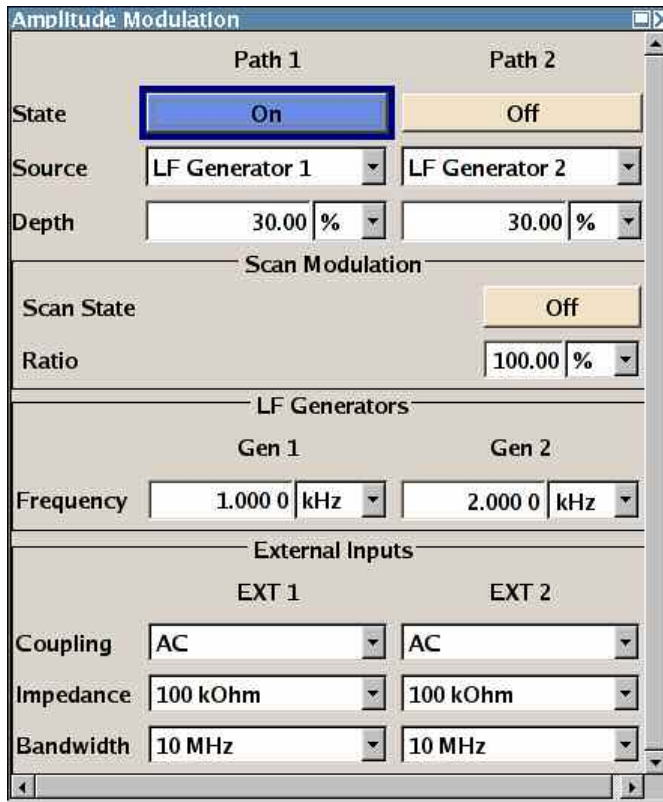 Amplitude Modulation
Path 1 Path 2
State On Off
Source LF Generator 1 LF Generator 2
Depth 30.00 % 30.00 %
Scan Modulation
Scan State Off
Ratio 100.00 %
LF Generators
Gen 1 Gen 2
Frequency 1.000 0 kHz 2.000 0 kHz
External Inputs
EXT 1 EXT 2
Coupling AC AC
Impedance 100 kOhm 100 kOhm
Bandwidth 10 MHz 10 MHz